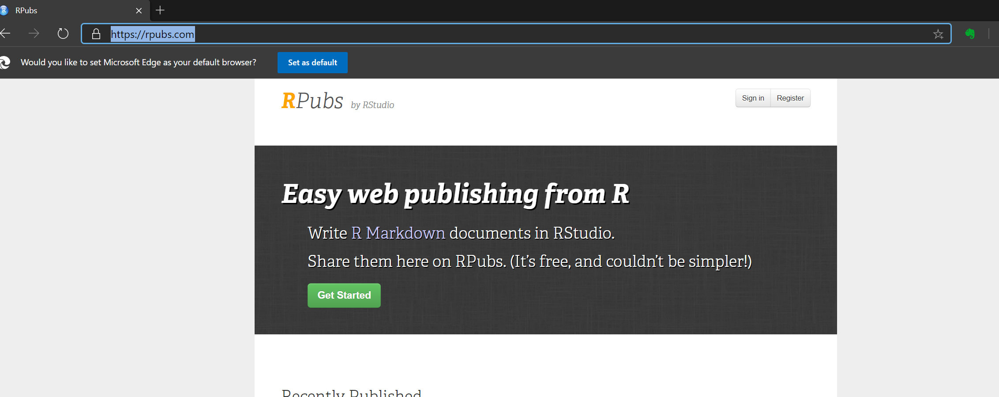 RPubs
https://rpubs.com
Would you like to set Microsoft Edge as your default browser?
Set as default
RPubs by RStudio
Sign in
Register
Easy web publishing from R
Write R Markdown documents in RStudio.
Share them here on RPubs. (It’s free, and couldn’t be simpler!)
Get Started
Recently Published